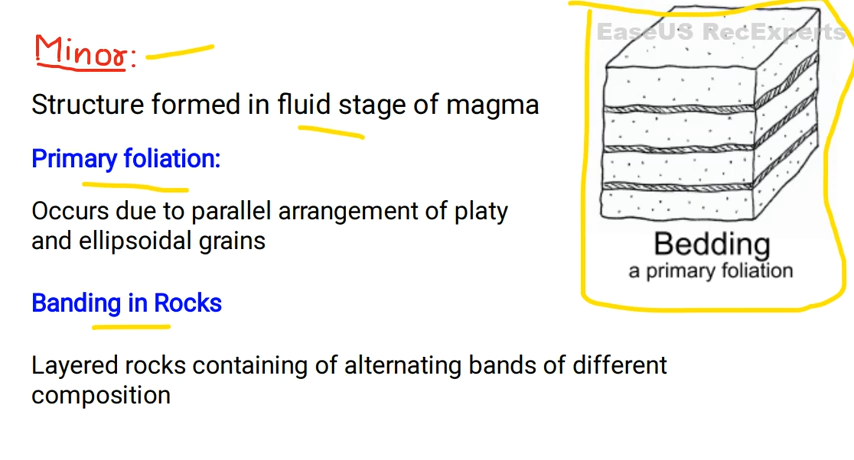 Minor:
EaseUS RecExperts
Structure formed in fluid stage of magma
Primary foliation:
Occurs due to parallel arrangement of platy
and ellipsoidal grains
Bedding
a primary foliation
Banding in Rocks
Layered rocks containing of alternating bands of different
composition